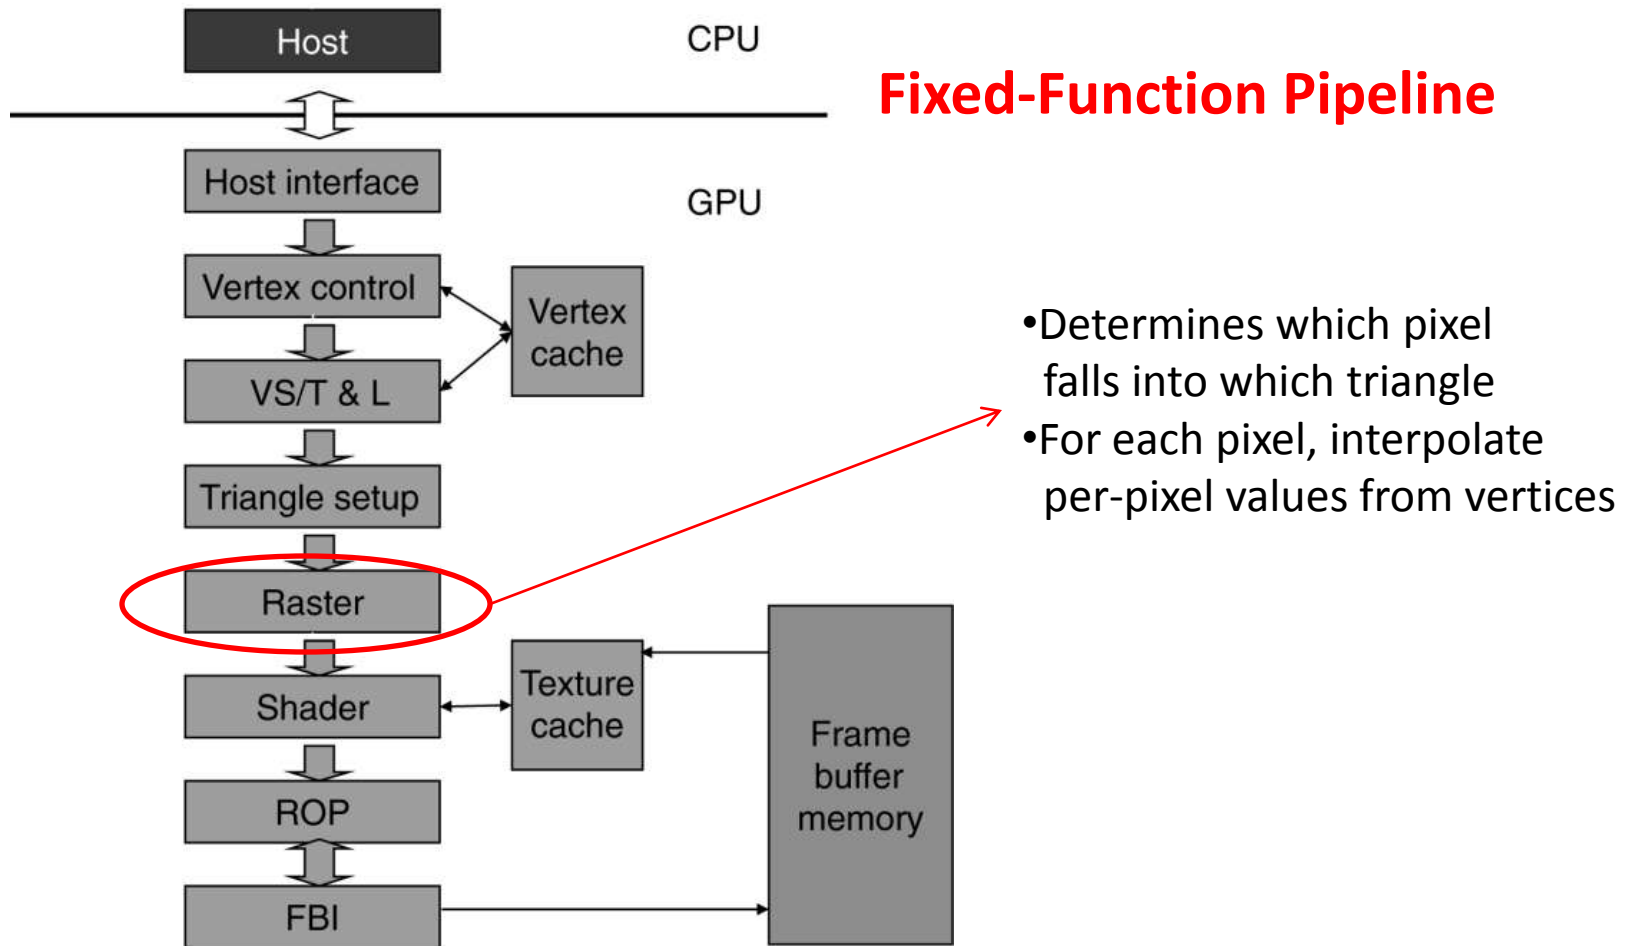 Host
CPU
Fixed-Function Pipeline
Host interface
GPU
Vertex control
Vertex
cache
VS/T & L
Triangle setup
•Determines which pixel
falls into which triangle
•For each pixel, interpolate
per-pixel values from vertices
Raster
Shader
Texture
cache
Frame
buffer
memory
ROP
FBI